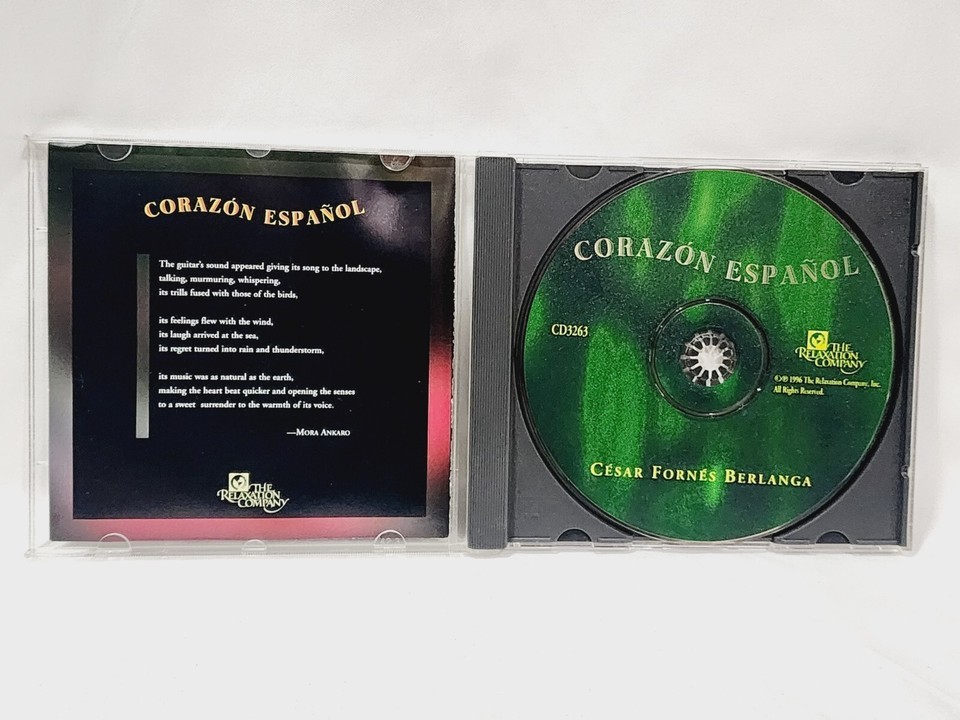 CORAZÓN ESPAÑOL
The guitar's sound appeared giving its song to the landscape,
talking, murmuring, whispering,
its trills fused with those of the birds,
its feelings flew with the wind,
its laugh arrived at the sea,
its regret turned into rain and thunderstorm,
its music was as natural as the earth,
making the heart beat quicker and opening the senses
to a sweet surrender to the warmth of its voice.
—MORA ANKARO
THE
RELAXATION
COMPANY
CORAZÓN ESPAÑOL
CD3263
THE
RELAXATION
COMPANY
©℗ 1996 The Relaxation Company, Inc.
All Rights Reserved.
CÉSAR FORNÉS BERLANGA